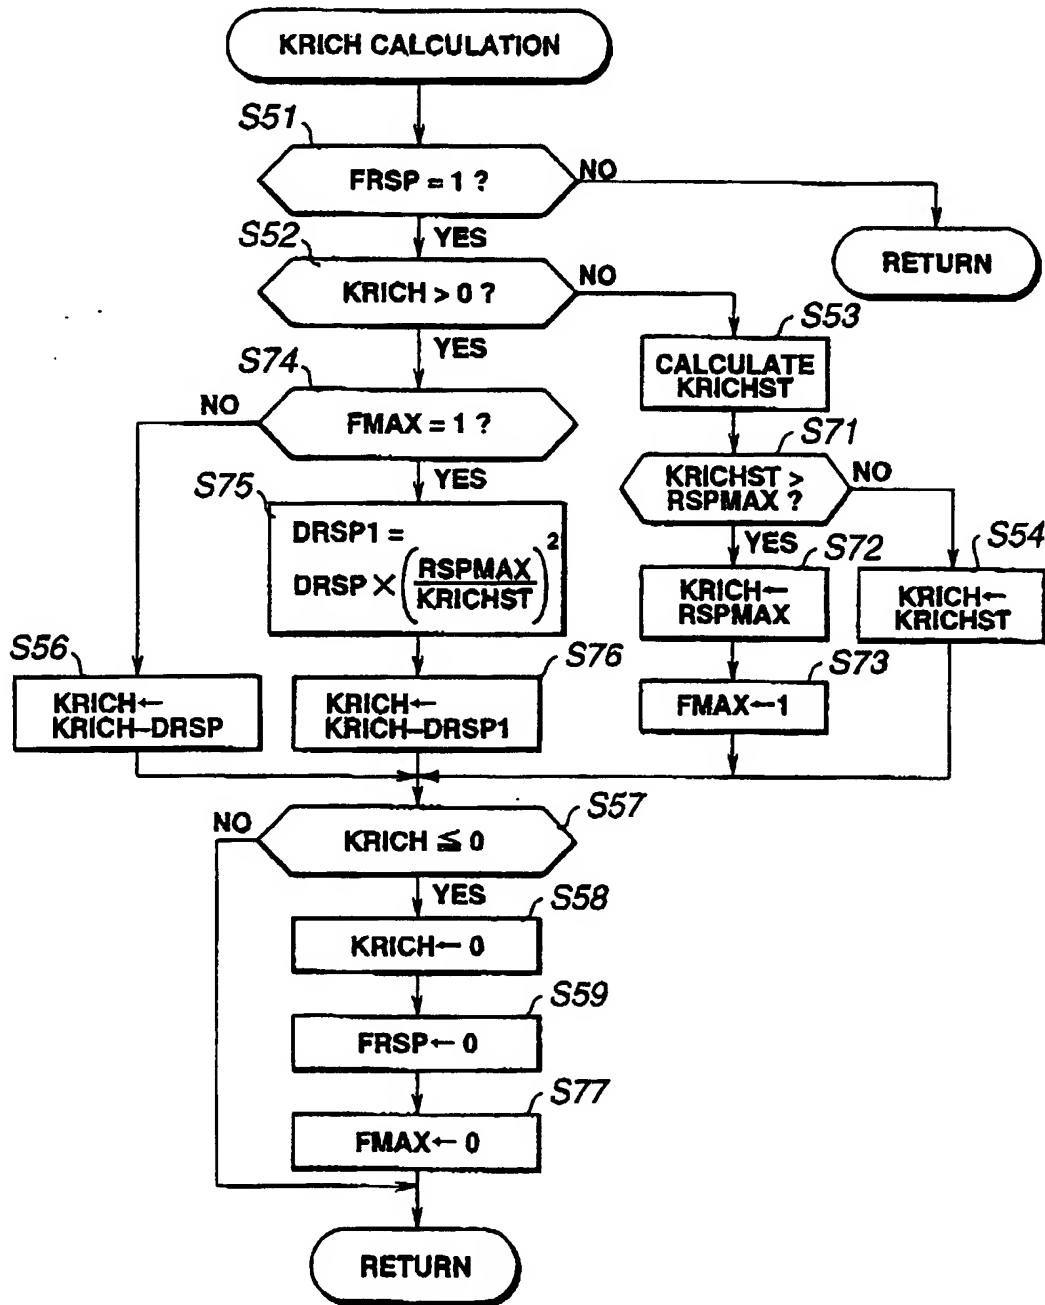 KRICH CALCULATION
S51
FRSP = 1 ?
NO
RETURN
YES
S52
KRICH > 0 ?
NO
YES
S53
CALCULATE
KRICHST
S74
NO
FMAX = 1 ?
YES
S71
KRICHST >
RSPMAX ?
NO
YES
S75
DRSP1 =
DRSP × (RSPMAX/KRICHST)²
S72
KRICH←
RSPMAX
S54
KRICH←
KRICHST
S56
KRICH←
KRICH–DRSP
S76
KRICH←
KRICH–DRSP1
S73
FMAX←1
S57
NO
KRICH ≦ 0
YES
S58
KRICH← 0
S59
FRSP← 0
S77
FMAX← 0
RETURN